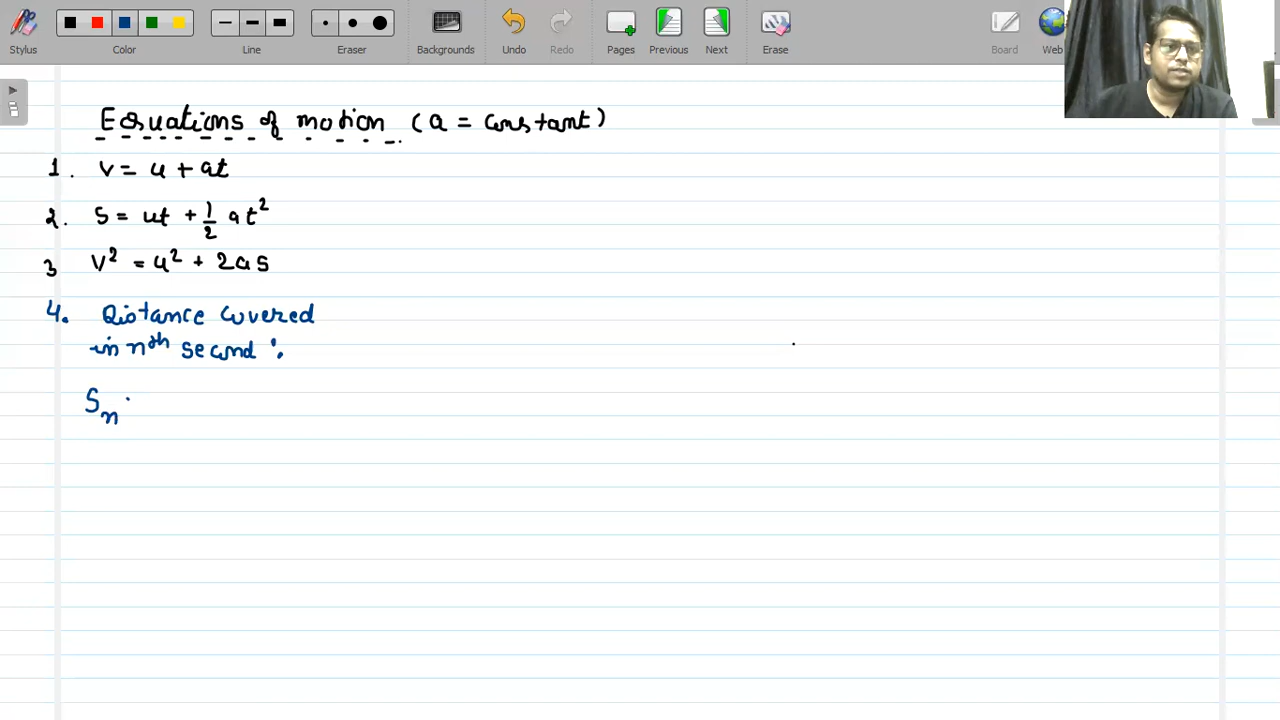 Stylus Color Line Eraser Backgrounds Undo Redo Pages Previous Next Erase Board Web
Equations of motion (a = constant)
1. v = u + at
2. s = ut + 1/2 at²
3 v² = u² + 2as
4. Distance covered
in nᵗʰ second :
Sₙ